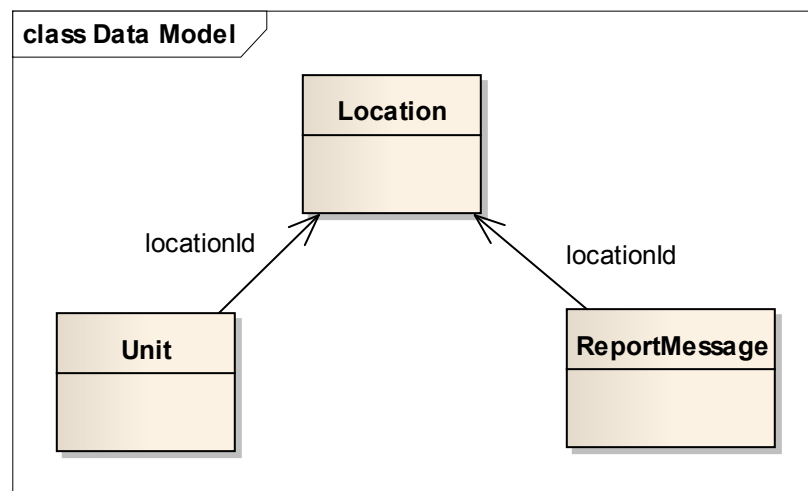 class Data Model
Location
locationId
locationId
Unit
ReportMessage